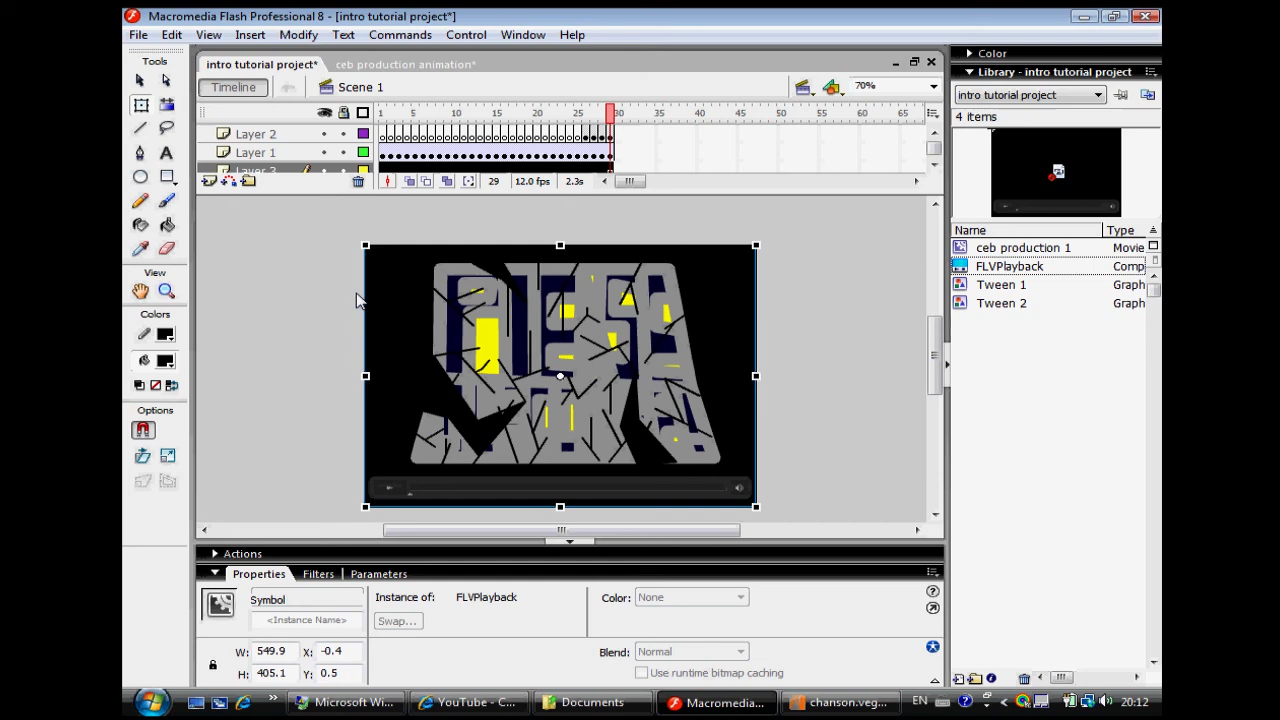 Macromedia Flash Professional 8 - [intro tutorial project*]
File Edit View Insert Modify Text Commands Control Window Help
Tools
intro tutorial project* ceb production animation*
Timeline Scene 1 70%
1 5 10 15 20 25 30 35 40 45 50 55 60 65
Layer 2
Layer 1
Layer 3
29 12.0 fps 2.3s
View
Colors
Options
Color
Library - intro tutorial project
intro tutorial project
4 items
Name Type
ceb production 1 Movie
FLVPlayback Comp
Tween 1 Graph
Tween 2 Graph
Actions
Properties Filters Parameters
Symbol
<Instance Name>
Instance of: FLVPlayback
Swap...
Color: None
W: 549.9 X: -0.4
H: 405.1 Y: 0.5
Blend: Normal
Use runtime bitmap caching
Microsoft Wi... YouTube - C... Documents Macromedia... chanson.veg... EN 20:12